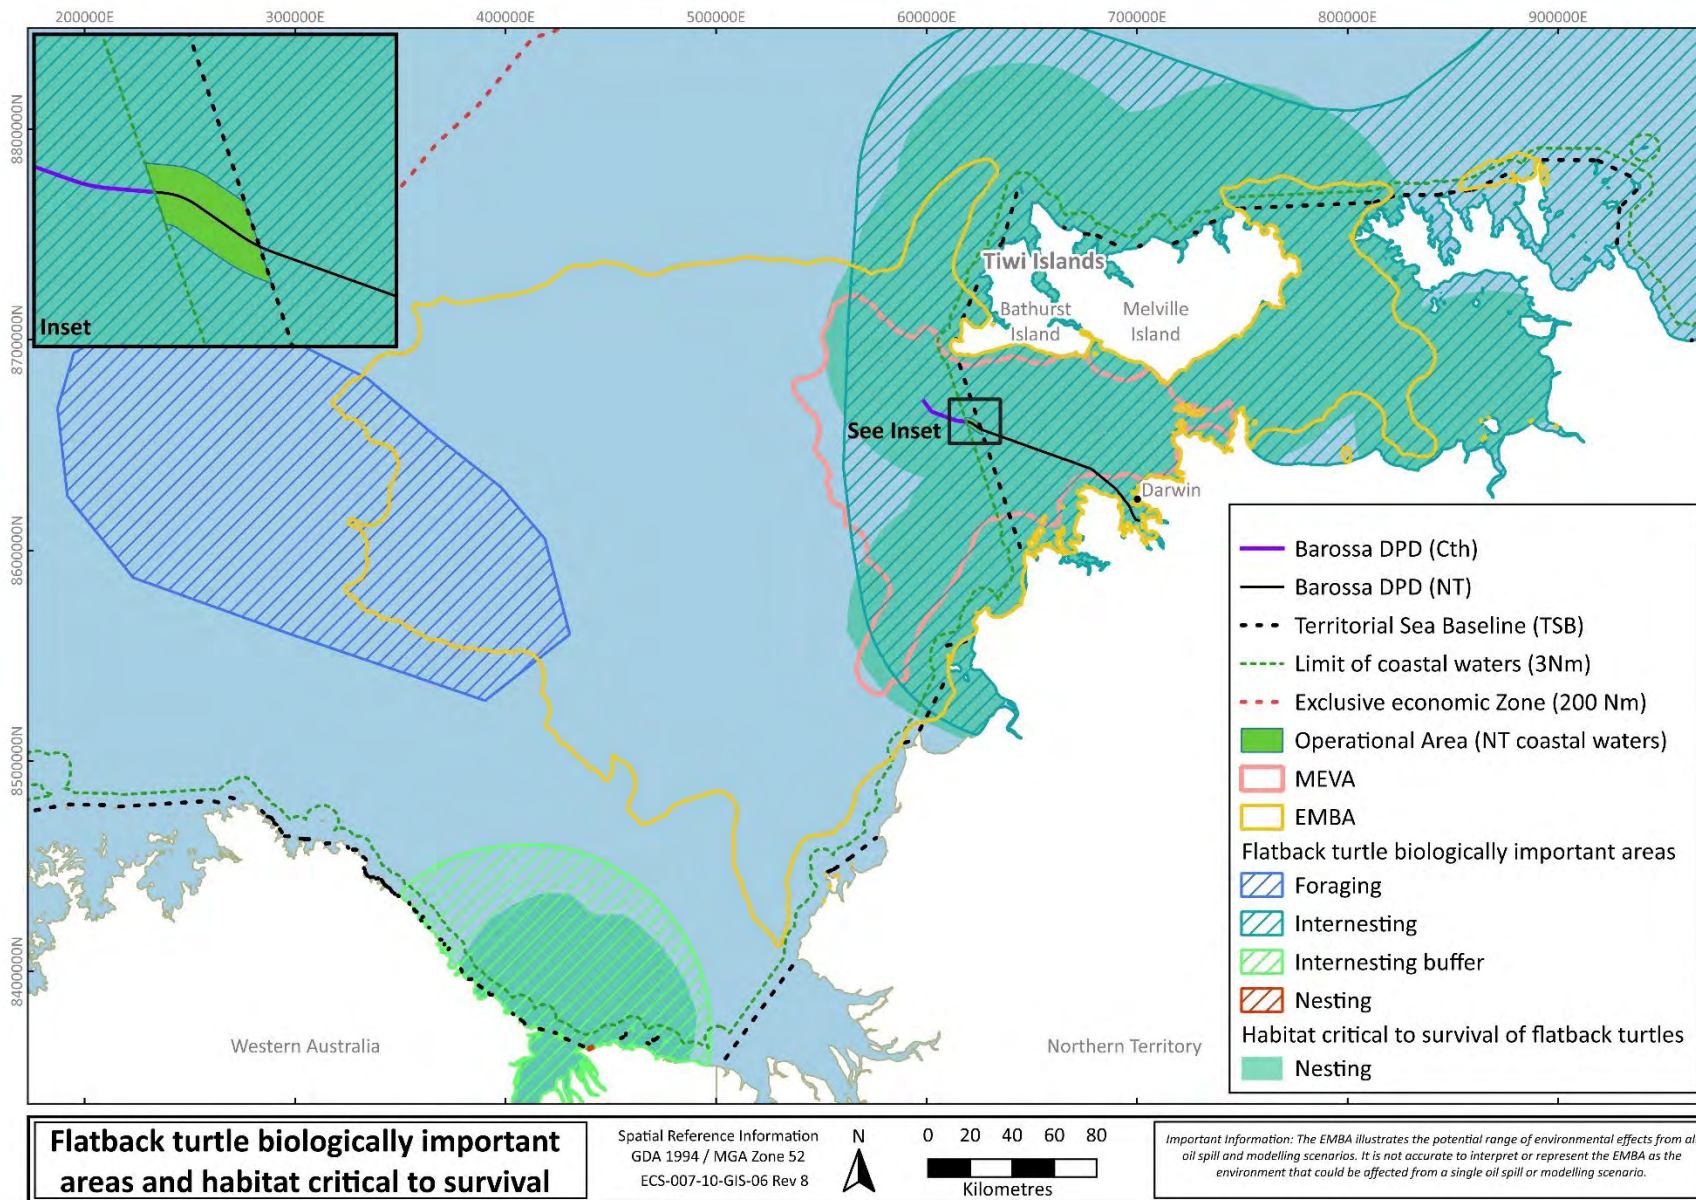 200000E
300000E
400000E
500000E
600000E
700000E
800000E
900000E
8800000N
8700000N
8600000N
8500000N
8400000N
Inset
Tiwi Islands
Bathurst
Island
Melville
Island
See Inset
Darwin
Western Australia
Northern Territory
Barossa DPD (Cth)
Barossa DPD (NT)
Territorial Sea Baseline (TSB)
Limit of coastal waters (3Nm)
Exclusive economic Zone (200 Nm)
Operational Area (NT coastal waters)
MEVA
EMBA
Flatback turtle biologically important areas
Foraging
Internesting
Internesting buffer
Nesting
Habitat critical to survival of flatback turtles
Nesting
Flatback turtle biologically important
areas and habitat critical to survival
Spatial Reference Information
GDA 1994 / MGA Zone 52
ECS-007-10-GIS-06 Rev 8
N
0 20 40 60 80
Kilometres
Important Information: The EMBA illustrates the potential range of environmental effects from al
oil spill and modelling scenarios. It is not accurate to interpret or represent the EMBA as the
environment that could be affected from a single oil spill or modelling scenario.